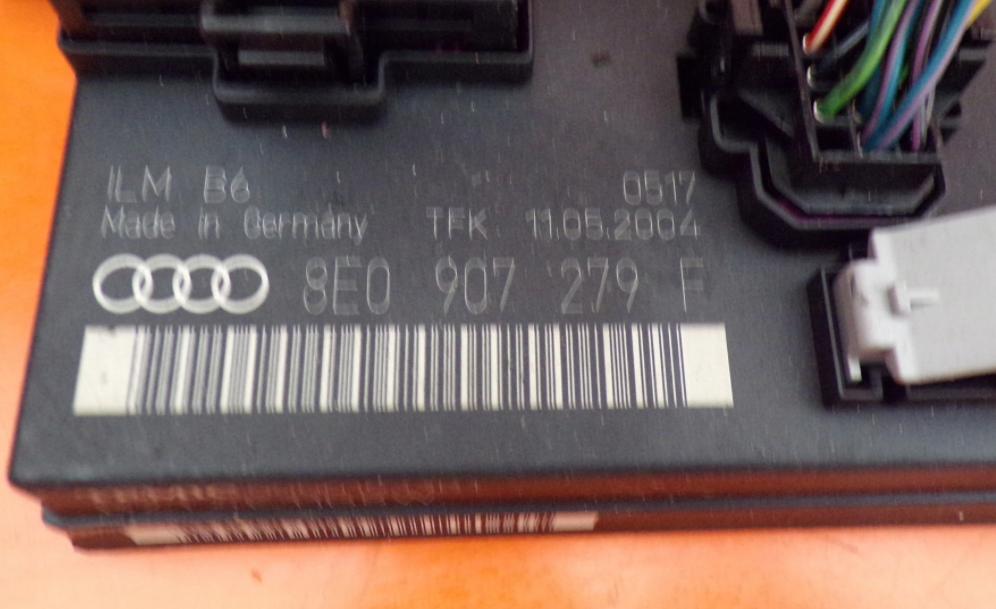 ILM B6 0517
Made in Germany TFK 11.05.2004
8E0 907 279 F